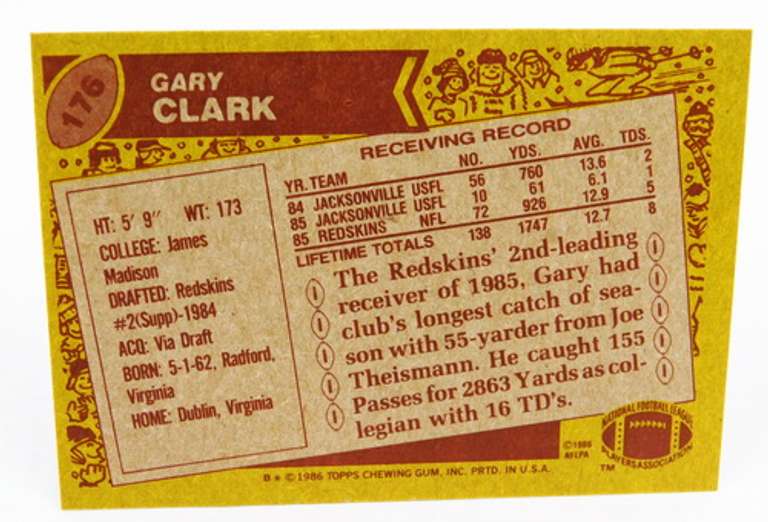 176
GARY
CLARK
HT: 5' 9" WT: 173
COLLEGE: James
Madison
DRAFTED: Redskins
#2(Supp)-1984
ACQ: Via Draft
BORN: 5-1-62, Radford,
Virginia
HOME: Dublin, Virginia
RECEIVING RECORD
YR. TEAM NO. YDS. AVG. TDS.
84 JACKSONVILLE USFL 56 760 13.6 2
85 JACKSONVILLE USFL 10 61 6.1 1
85 REDSKINS NFL 72 926 12.9 5
LIFETIME TOTALS 138 1747 12.7 8
The Redskins' 2nd-leading
receiver of 1985, Gary had
club's longest catch of sea-
son with 55-yarder from Joe
Theismann. He caught 155
Passes for 2863 Yards as col-
legian with 16 TD's.
©1986
NFLPA
NATIONAL FOOTBALL LEAGUE
PLAYERS ASSOCIATION
TM
B * © 1986 TOPPS CHEWING GUM, INC. PRTD. IN U.S.A.